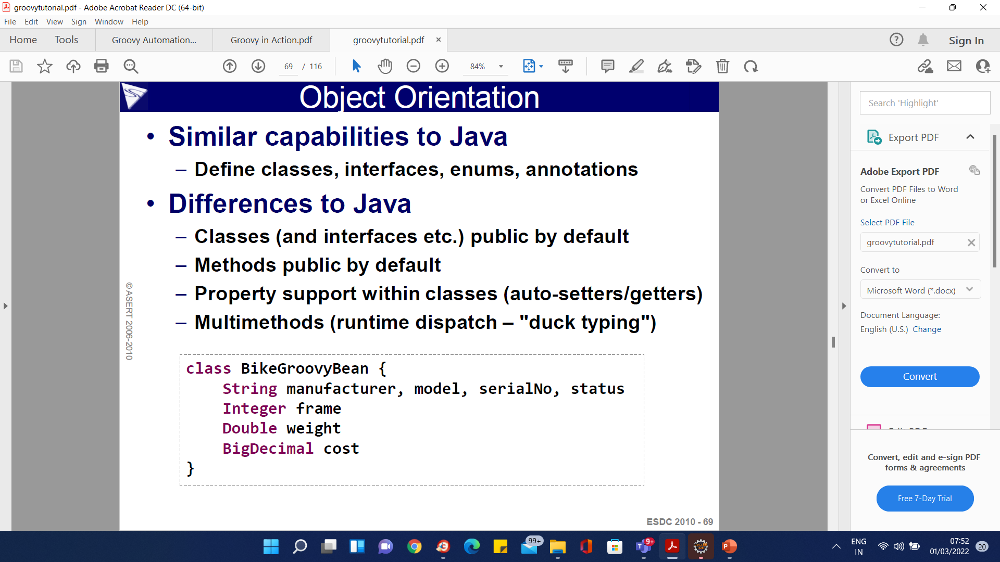 groovytutorial.pdf - Adobe Acrobat Reader DC (64-bit)
File Edit View Sign Window Help
Home Tools Groovy Automation... Groovy in Action.pdf groovytutorial.pdf × Sign In
69 / 116 84%
Object Orientation
• Similar capabilities to Java
– Define classes, interfaces, enums, annotations
• Differences to Java
– Classes (and interfaces etc.) public by default
– Methods public by default
– Property support within classes (auto-setters/getters)
– Multimethods (runtime dispatch – "duck typing")
class BikeGroovyBean {
String manufacturer, model, serialNo, status
Integer frame
Double weight
BigDecimal cost
}
©ASERT 2006-2010
ESDC 2010 - 69
Search 'Highlight'
Export PDF
Adobe Export PDF
Convert PDF Files to Word
or Excel Online
Select PDF File
groovytutorial.pdf
Convert to
Microsoft Word (*.docx)
Document Language:
English (U.S.) Change
Convert
Convert, edit and e-sign PDF
forms & agreements
Free 7-Day Trial
99+
9+
ENG
IN
07:52
01/03/2022
20